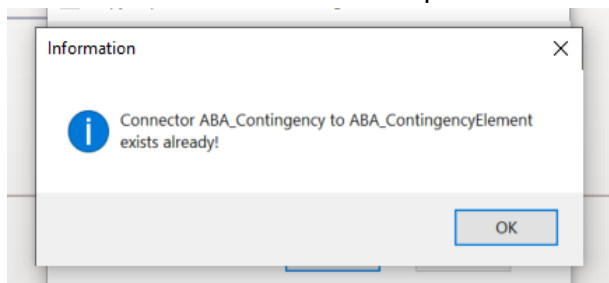 Information
Connector ABA_Contingency to ABA_ContingencyElement
exists already!
OK